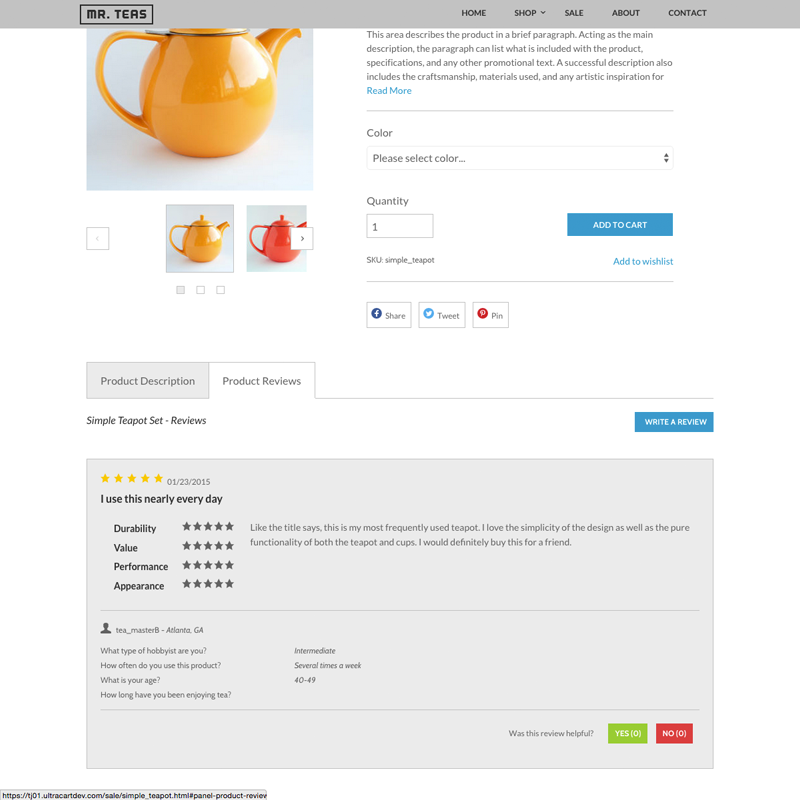 MR. TEAS
HOME SHOP SALE ABOUT CONTACT
This area describes the product in a brief paragraph. Acting as the main
description, the paragraph can list what is included with the product,
specifications, and any other promotional text. A successful description also
includes the craftsmanship, materials used, and any artistic inspiration for
Read More
Color
Please select color...
Quantity
1
ADD TO CART
SKU: simple_teapot
Add to wishlist
Share Tweet Pin
Product Description Product Reviews
Simple Teapot Set - Reviews
WRITE A REVIEW
01/23/2015
I use this nearly every day
Durability
Value
Performance
Appearance
Like the title says, this is my most frequently used teapot. I love the simplicity of the design as well as the pure
functionality of both the teapot and cups. I would definitely buy this for a friend.
tea_masterB - Atlanta, GA
What type of hobbyist are you? Intermediate
How often do you use this product? Several times a week
What is your age? 40-49
How long have you been enjoying tea?
Was this review helpful? YES (0) NO (0)
https://tj01.ultracartdev.com/sale/simple_teapot.html#panel-product-review